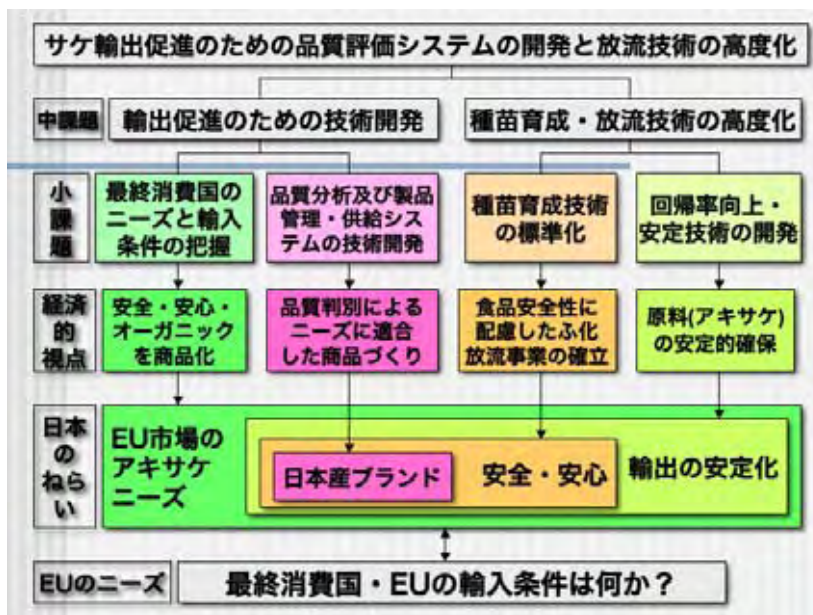 サケ輸出促進のための品質評価システムの開発と放流技術の高度化
中課題
輸出促進のための技術開発
種苗育成・放流技術の高度化
小
課
題
最終消費国の
ニーズと輸入
条件の把握
品質分析及び製品
管理・供給シス
テムの技術開発
種苗育成技術
の標準化
回帰率向上・
安定技術の開発
経済
的
視点
安全・安心・
オーガニック
を商品化
品質判別による
ニーズに適合
した商品づくり
食品安全性に
配慮したふ化
放流事業の確立
原料(アキサケ)
の安定的確保
日本
の
ねら
い
EU市場の
アキサケ
ニーズ
日本産ブランド
安全・安心
輸出の安定化
EUのニーズ
最終消費国・EUの輸入条件は何か？